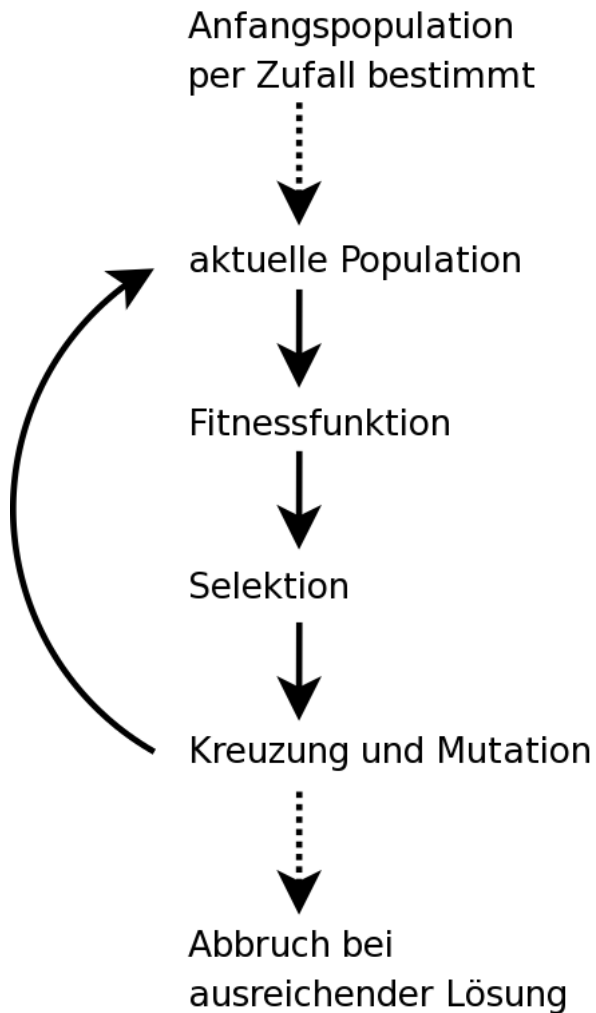 Anfangspopulation
per Zufall bestimmt
aktuelle Population
Fitnessfunktion
Selektion
Kreuzung und Mutation
Abbruch bei
ausreichender Lösung